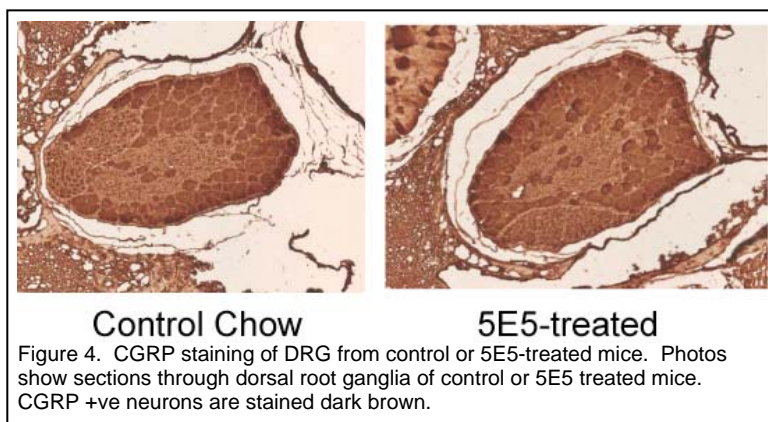 Control Chow
5E5-treated
Figure 4.  CGRP staining of DRG from control or 5E5-treated mice.  Photos
show sections through dorsal root ganglia of control or 5E5 treated mice.
CGRP +ve neurons are stained dark brown.